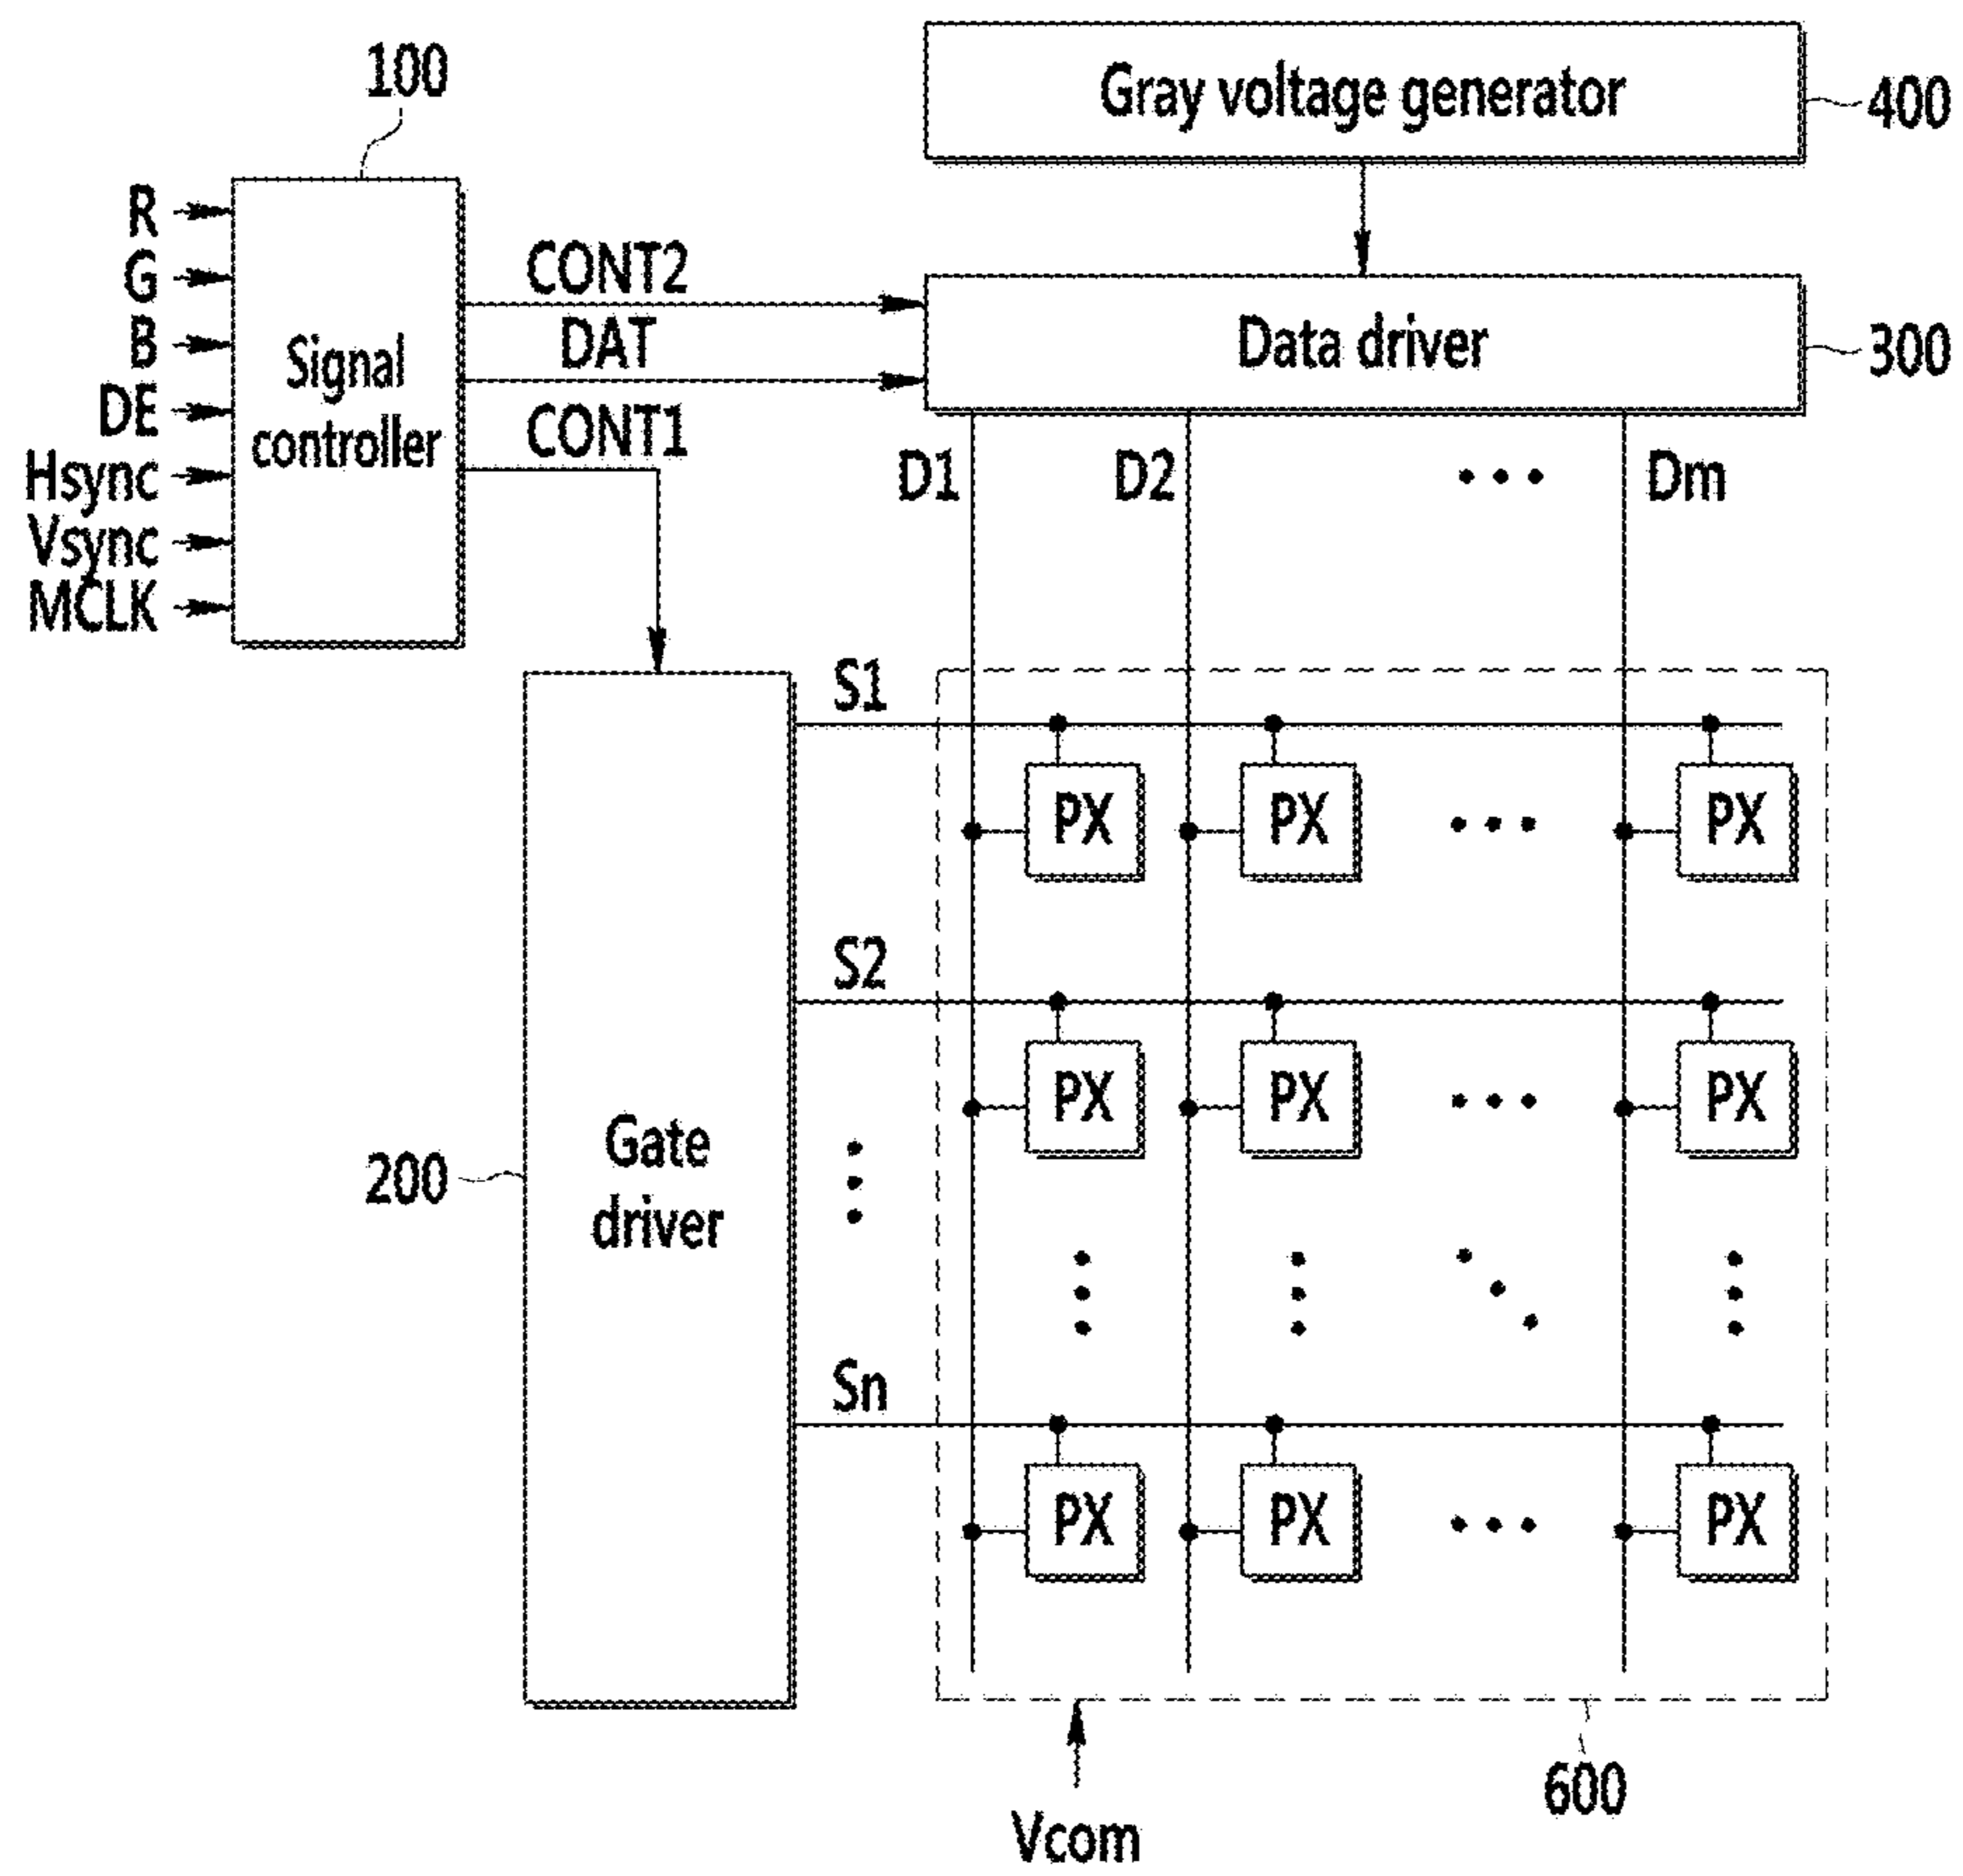 100
Gray voltage generator
400
R
G
B
DE
Hsync
Vsync
MCLK
Signal
controller
CONT2
DAT
CONT1
Data driver
300
D1 D2 ... Dm
S1
PX PX ... PX
S2
PX PX ... PX
Gate
driver
200
Sn
PX PX ... PX
Vcom
600